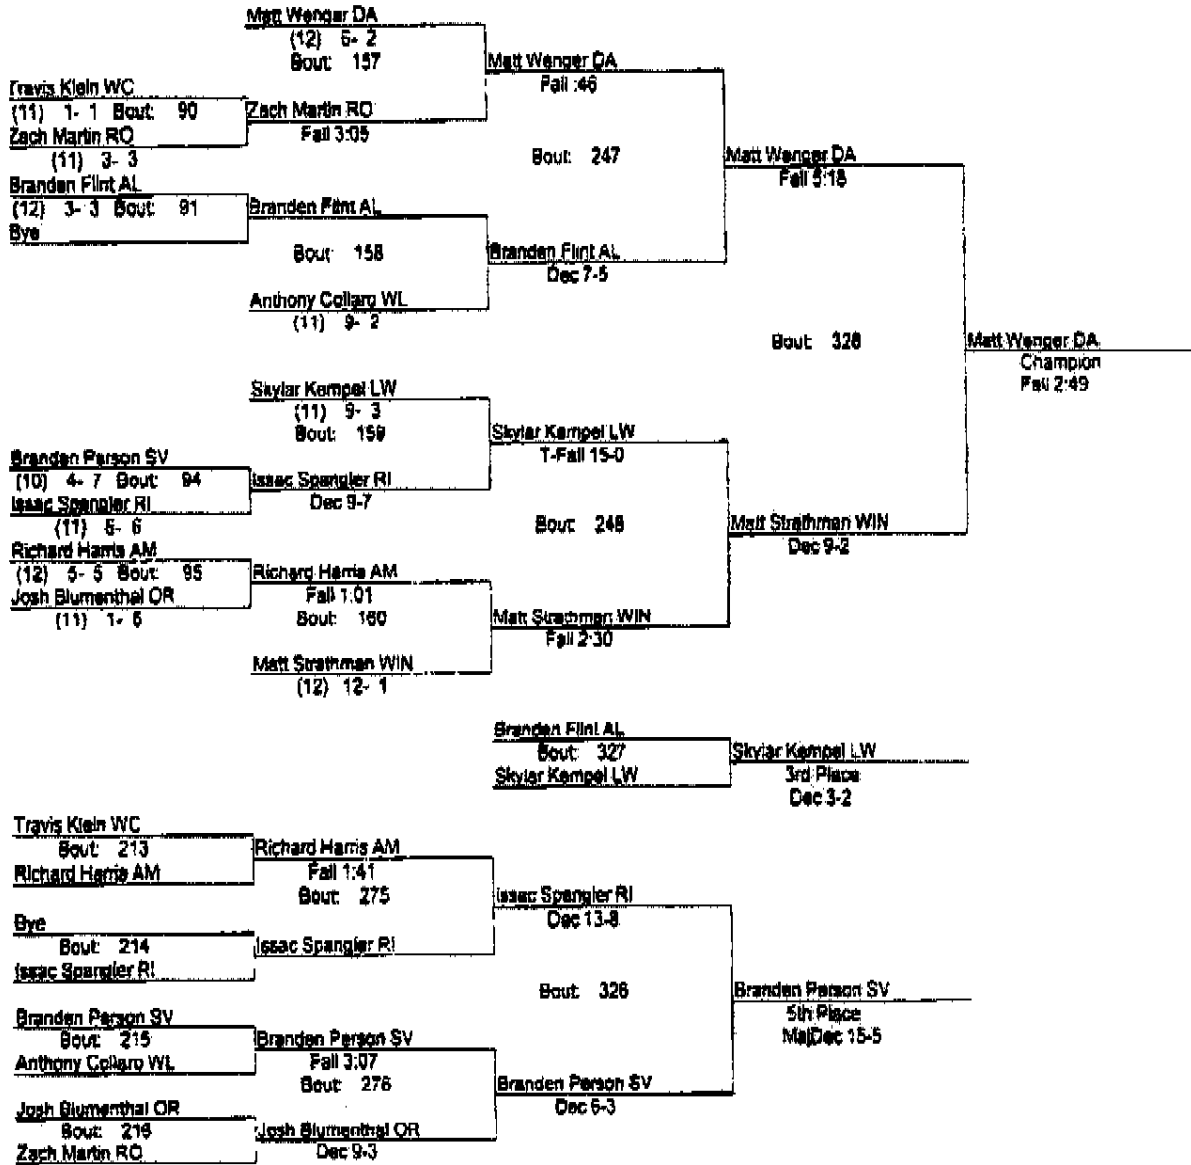 Matt Wenger DA
(12) 6- 2
Bout: 157
Matt Wenger DA
Fall :46
Travis Klein WC
(11) 1- 1 Bout: 90
Zach Martin RO
Fall 3:05
Zach Martin RO
(11) 3- 3
Bout: 247
Matt Wenger DA
Fall 5:18
Branden Flint AL
(12) 3- 3 Bout: 91
Branden Flint AL
Bye
Bout: 158
Branden Flint AL
Dec 7-5
Anthony Collaro WL
(11) 9- 2
Bout: 328
Matt Wenger DA
Champion
Fall 2:49
Skylar Kempel LW
(11) 9- 3
Bout: 159
Skylar Kempel LW
T-Fall 15-0
Branden Person SV
(10) 4- 7 Bout: 94
Issac Spangler RI
Dec 9-7
Issac Spangler RI
(11) 5- 6
Bout: 248
Matt Strathman WIN
Dec 9-2
Richard Harris AM
(12) 5- 5 Bout: 95
Richard Harris AM
Fall 1:01
Josh Blumenthal OR
(11) 1- 6
Bout: 160
Matt Strathman WIN
Fall 2:30
Matt Strathman WIN
(12) 12- 1
Branden Flint AL
Bout: 327
Skylar Kempel LW
Skylar Kempel LW
3rd Place
Dec 3-2
Travis Klein WC
Bout: 213
Richard Harris AM
Richard Harris AM
Fall 1:41
Bout: 275
Issac Spangler RI
Dec 13-8
Bye
Bout: 214
Issac Spangler RI
Issac Spangler RI
Bout: 326
Branden Person SV
5th Place
MajDec 15-5
Branden Person SV
Bout: 215
Anthony Collaro WL
Branden Person SV
Fall 3:07
Bout: 276
Branden Person SV
Dec 6-3
Josh Blumenthal OR
Bout: 216
Zach Martin RO
Josh Blumenthal OR
Dec 9-3